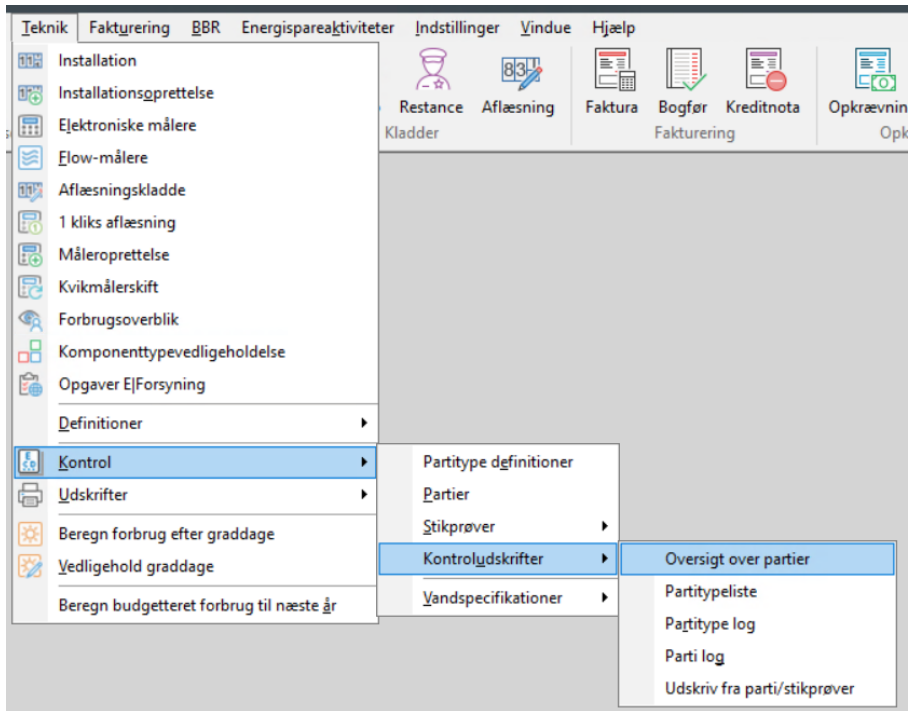 Teknik Fakturering BBR Energispareaktiviteter Indstillinger Vindue Hjælp
Restance Aflæsning Faktura Bogfør Kreditnota Opkrævnin
Kladder Fakturering Opk
Installation
Installationsoprettelse
Elektroniske målere
Flow-målere
Aflæsningskladde
1 kliks aflæsning
Måleroprettelse
Kvikmålerskift
Forbrugsoverblik
Komponenttypevedligeholdelse
Opgaver E|Forsyning
Definitioner
Kontrol
Udskrifter
Beregn forbrug efter graddage
Vedligehold graddage
Beregn budgetteret forbrug til næste år
Partitype definitioner
Partier
Stikprøver
Kontroludskrifter
Vandspecifikationer
Oversigt over partier
Partitypeliste
Partitype log
Parti log
Udskriv fra parti/stikprøver